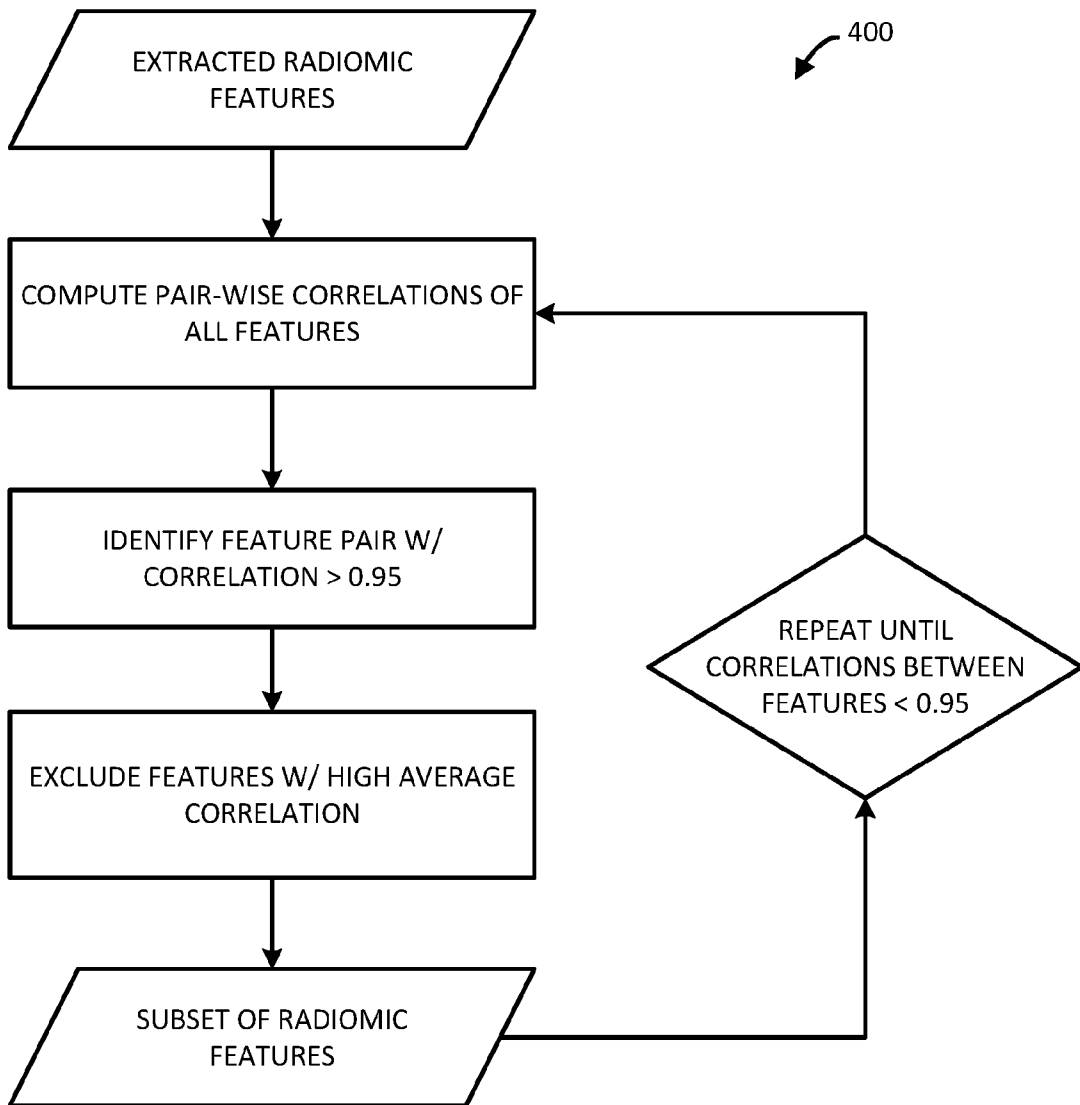 EXTRACTED RADIOMIC
FEATURES
400
COMPUTE PAIR-WISE CORRELATIONS OF
ALL FEATURES
IDENTIFY FEATURE PAIR W/
CORRELATION > 0.95
EXCLUDE FEATURES W/ HIGH AVERAGE
CORRELATION
SUBSET OF RADIOMIC
FEATURES
REPEAT UNTIL
CORRELATIONS BETWEEN
FEATURES < 0.95